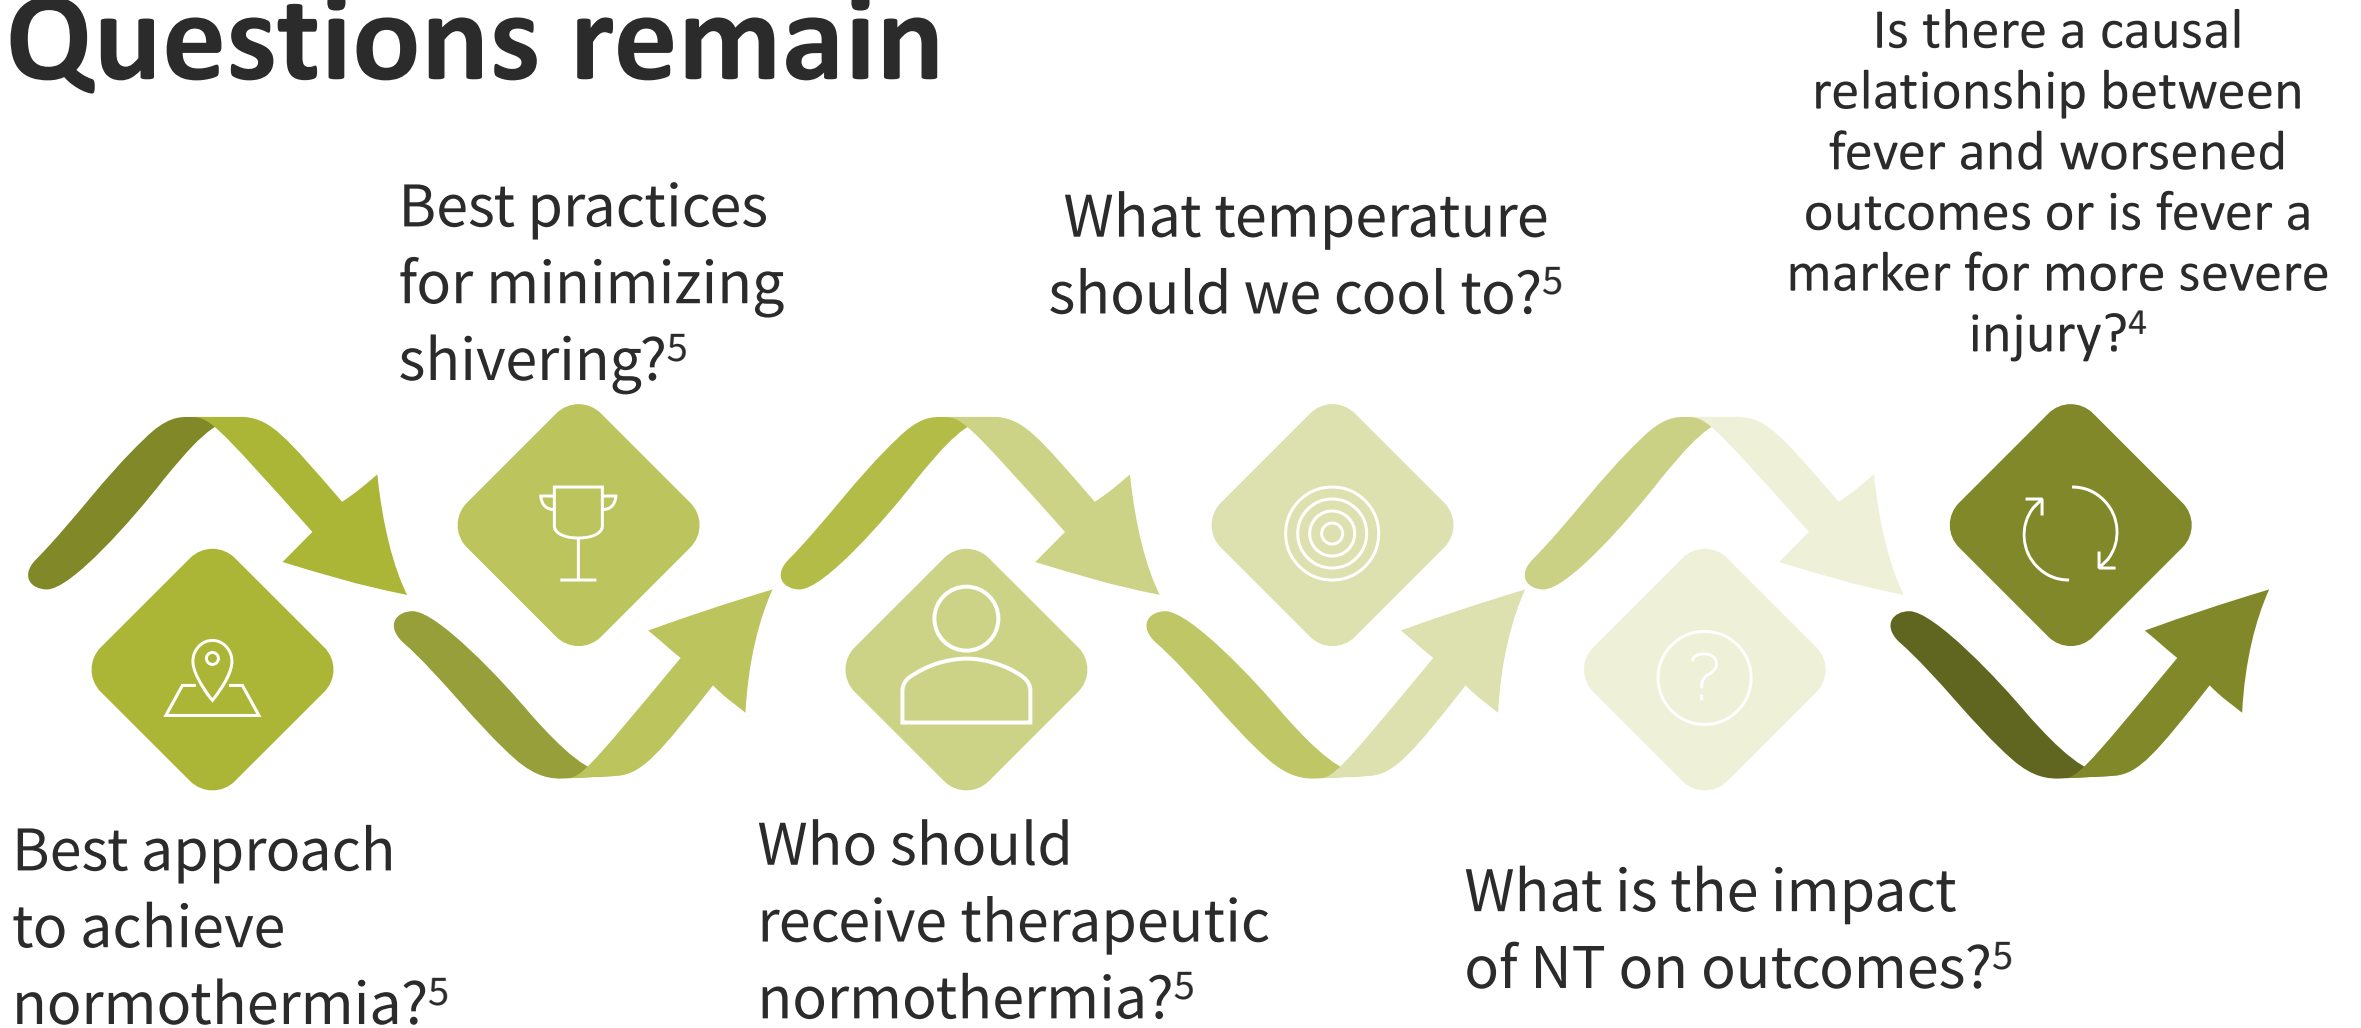 Questions remain
Best approach
to achieve
normothermia?⁵
Best practices
for minimizing
shivering?⁵
Who should
receive therapeutic
normothermia?⁵
What temperature
should we cool to?⁵
What is the impact
of NT on outcomes?⁵
Is there a causal
relationship between
fever and worsened
outcomes or is fever a
marker for more severe
injury?⁴
?